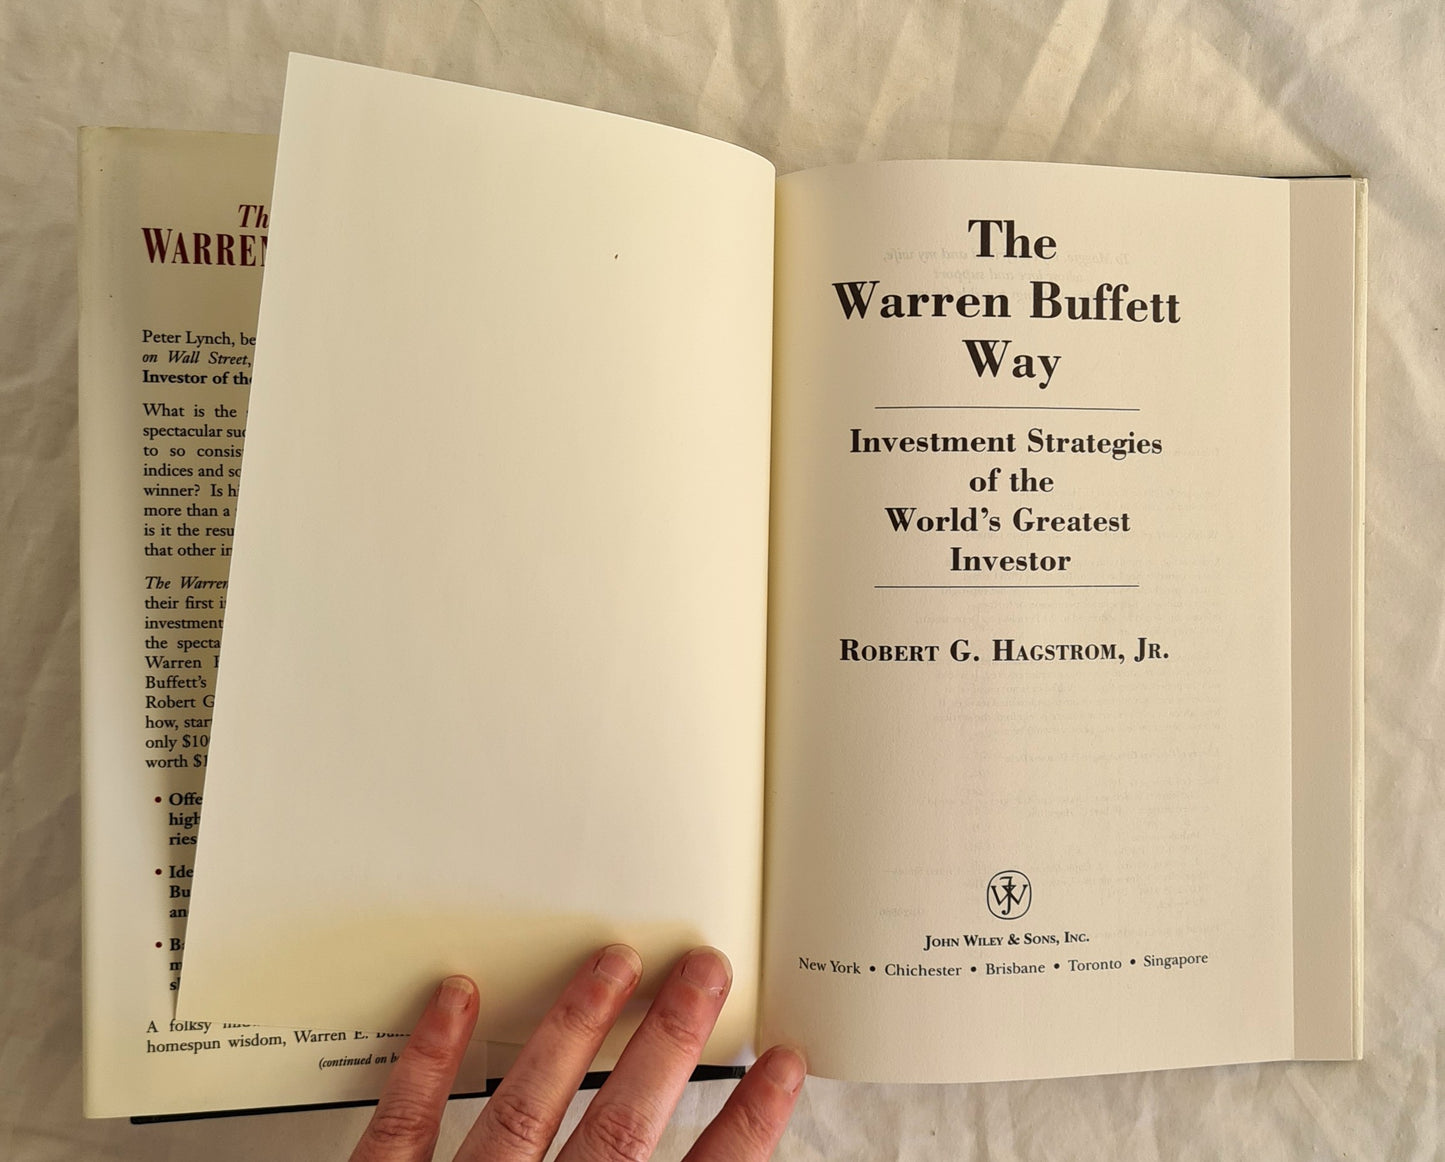 Th
WARREN
Peter Lynch, be
on Wall Street,
Investor of the
What is the
spectacular suc
to so consis
indices and so
winner? Is hi
more than a
is it the resu
that other in
The Warren
their first i
investment
the specta
Warren
Buffett's
Robert G
how, star
only $10
worth $1
• Offe
high
ries
• Ide
Bu
an
• Ba
m
A folksy
homespun wisdom, Warren E.
(continued on b
The
Warren Buffett
Way
Investment Strategies
of the
World's Greatest
Investor
ROBERT G. HAGSTROM, JR.
JOHN WILEY & SONS, INC.
New York • Chichester • Brisbane • Toronto • Singapore